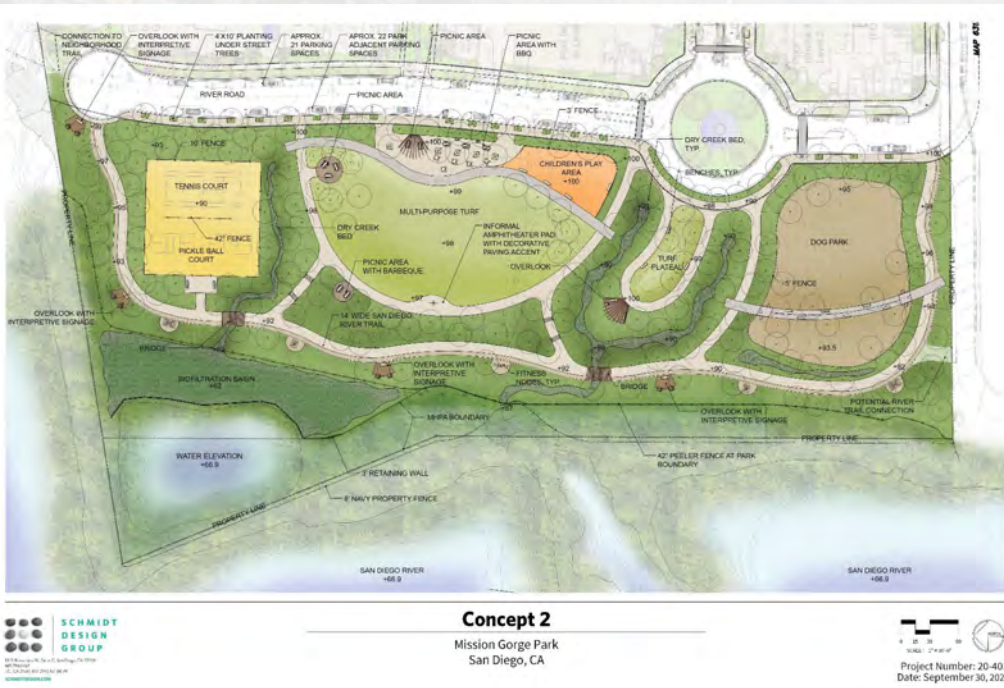 CONNECTION TO
NEIGHBORHOOD
TRAIL
OVERLOOK WITH
INTERPRETIVE
SIGNAGE
4'X10' PLANTING
UNDER STREET
TREES
APPROX.
21 PARKING
SPACES
APROX. 22 PARK
ADJACENT PARKING
SPACES
PICNIC AREA
PICNIC
AREA WITH
BBQ
RIVER ROAD
PICNIC AREA
3' FENCE
10' FENCE
DRY CREEK BED,
TYP.
BENCHES, TYP.
CHILDREN'S PLAY
AREA
+100
TENNIS COURT
+90
42" FENCE
PICKLE BALL
COURT
MULTI-PURPOSE TURF
+98
DRY CREEK
BED
INFORMAL
AMPHITHEATER PAD
WITH DECORATIVE
PAVING ACCENT
OVERLOOK
PICNIC AREA
WITH BARBEQUE
TURF
PLATEAU
+95
DOG PARK
5' FENCE
+93.5
PROPERTY LINE
PROPERTY LINE
OVERLOOK WITH
INTERPRETIVE SIGNAGE
14' WIDE SAN DIEGO
RIVER TRAIL
BRIDGE
BIOFILTRATION BASIN
OVERLOOK WITH
INTERPRETIVE
SIGNAGE
FITNESS
NODES, TYP.
BRIDGE
OVERLOOK WITH
INTERPRETIVE SIGNAGE
POTENTIAL RIVER
TRAIL CONNECTION
MHPA BOUNDARY
PROPERTY LINE
WATER ELEVATION
+66.9
3' RETAINING WALL
42" PEELER FENCE AT PARK
BOUNDARY
8' NAVY PROPERTY FENCE
PROPERTY LINE
SAN DIEGO RIVER
+66.9
SAN DIEGO RIVER
+66.9
SCHMIDT
DESIGN
GROUP
Concept 2
Mission Gorge Park
San Diego, CA
Project Number: 20-40
Date: September 30, 202